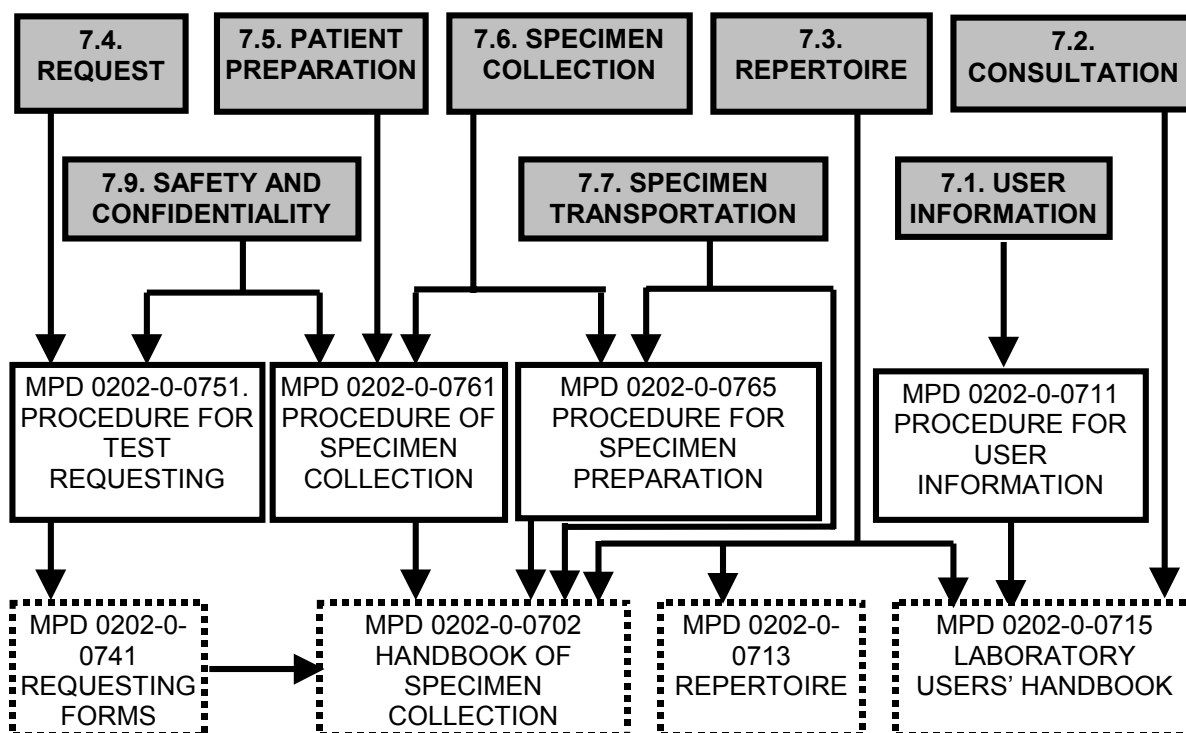 7.4.
REQUEST
7.5. PATIENT
PREPARATION
7.6. SPECIMEN
COLLECTION
7.3.
REPERTOIRE
7.2.
CONSULTATION
7.9. SAFETY AND
CONFIDENTIALITY
7.7. SPECIMEN
TRANSPORTATION
7.1. USER
INFORMATION
MPD 0202-0-0751.
PROCEDURE FOR
TEST
REQUESTING
MPD 0202-0-0761
PROCEDURE OF
SPECIMEN
COLLECTION
MPD 0202-0-0765
PROCEDURE FOR
SPECIMEN
PREPARATION
MPD 0202-0-0711
PROCEDURE FOR
USER
INFORMATION
MPD 0202-0-
0741
REQUESTING
FORMS
MPD 0202-0-0702
HANDBOOK OF
SPECIMEN
COLLECTION
MPD 0202-0-
0713
REPERTOIRE
MPD 0202-0-0715
LABORATORY
USERS’ HANDBOOK